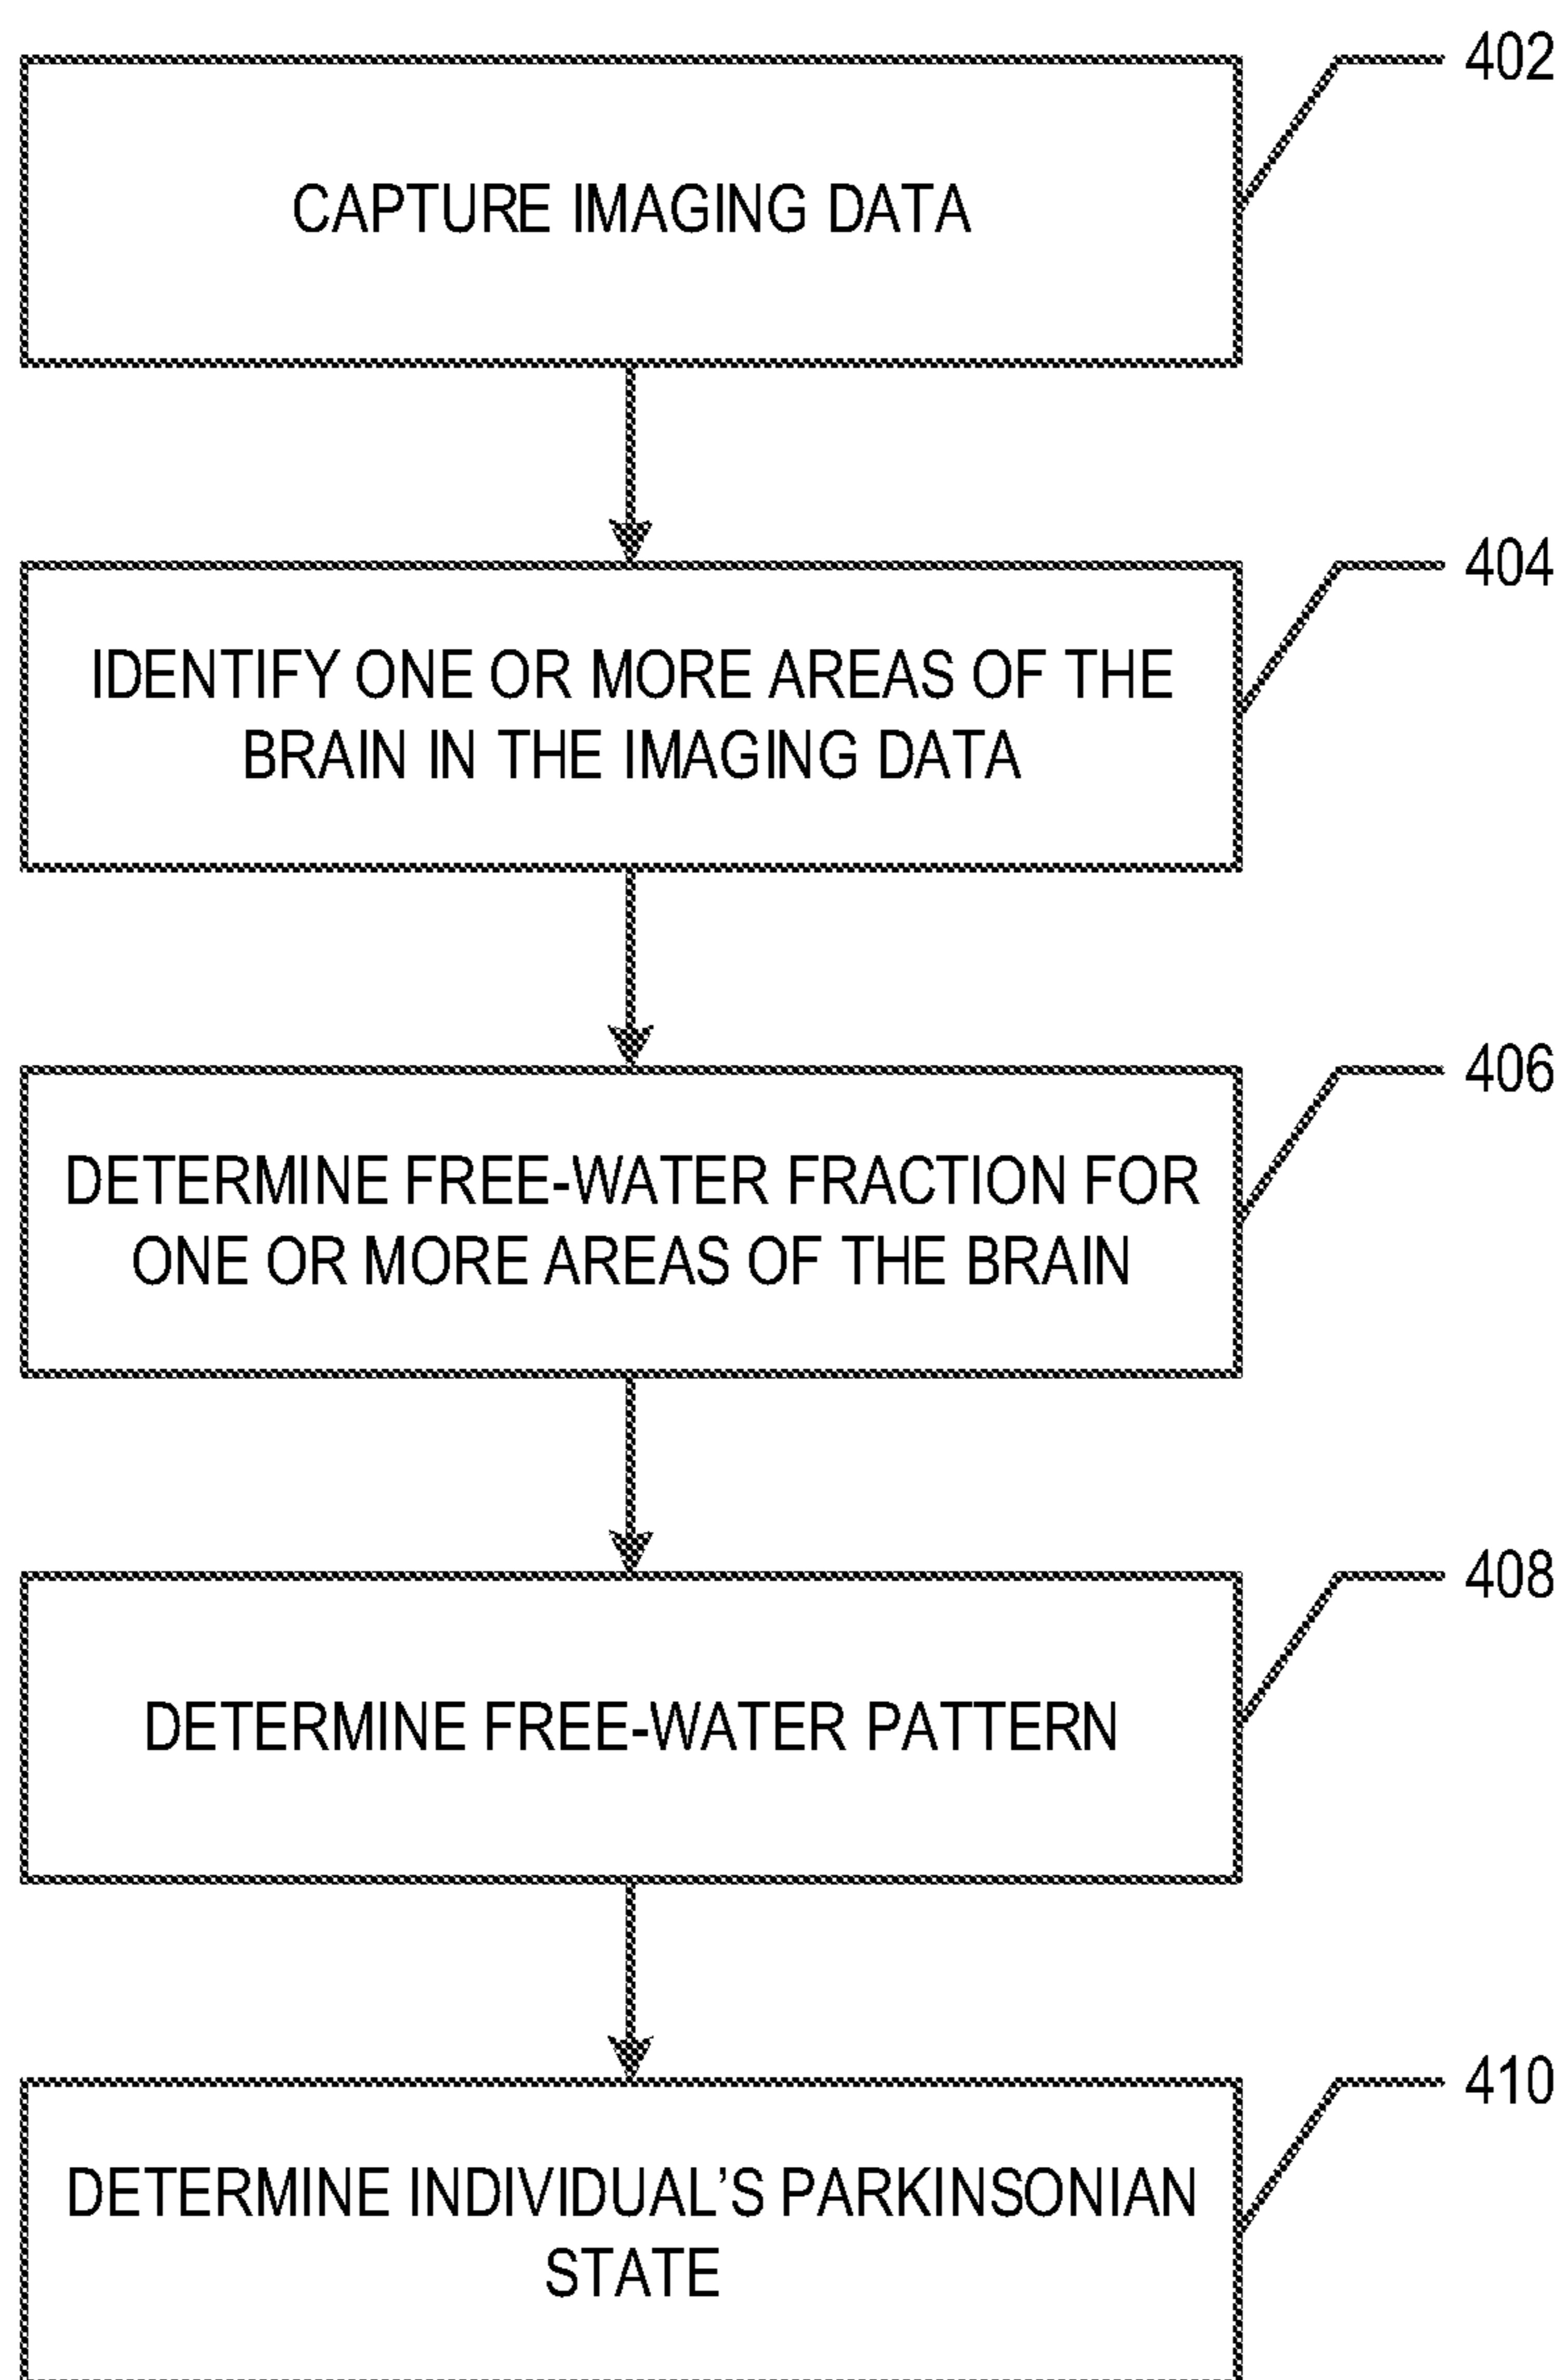 402
CAPTURE IMAGING DATA
404
IDENTIFY ONE OR MORE AREAS OF THE
BRAIN IN THE IMAGING DATA
406
DETERMINE FREE-WATER FRACTION FOR
ONE OR MORE AREAS OF THE BRAIN
408
DETERMINE FREE-WATER PATTERN
410
DETERMINE INDIVIDUAL’S PARKINSONIAN
STATE